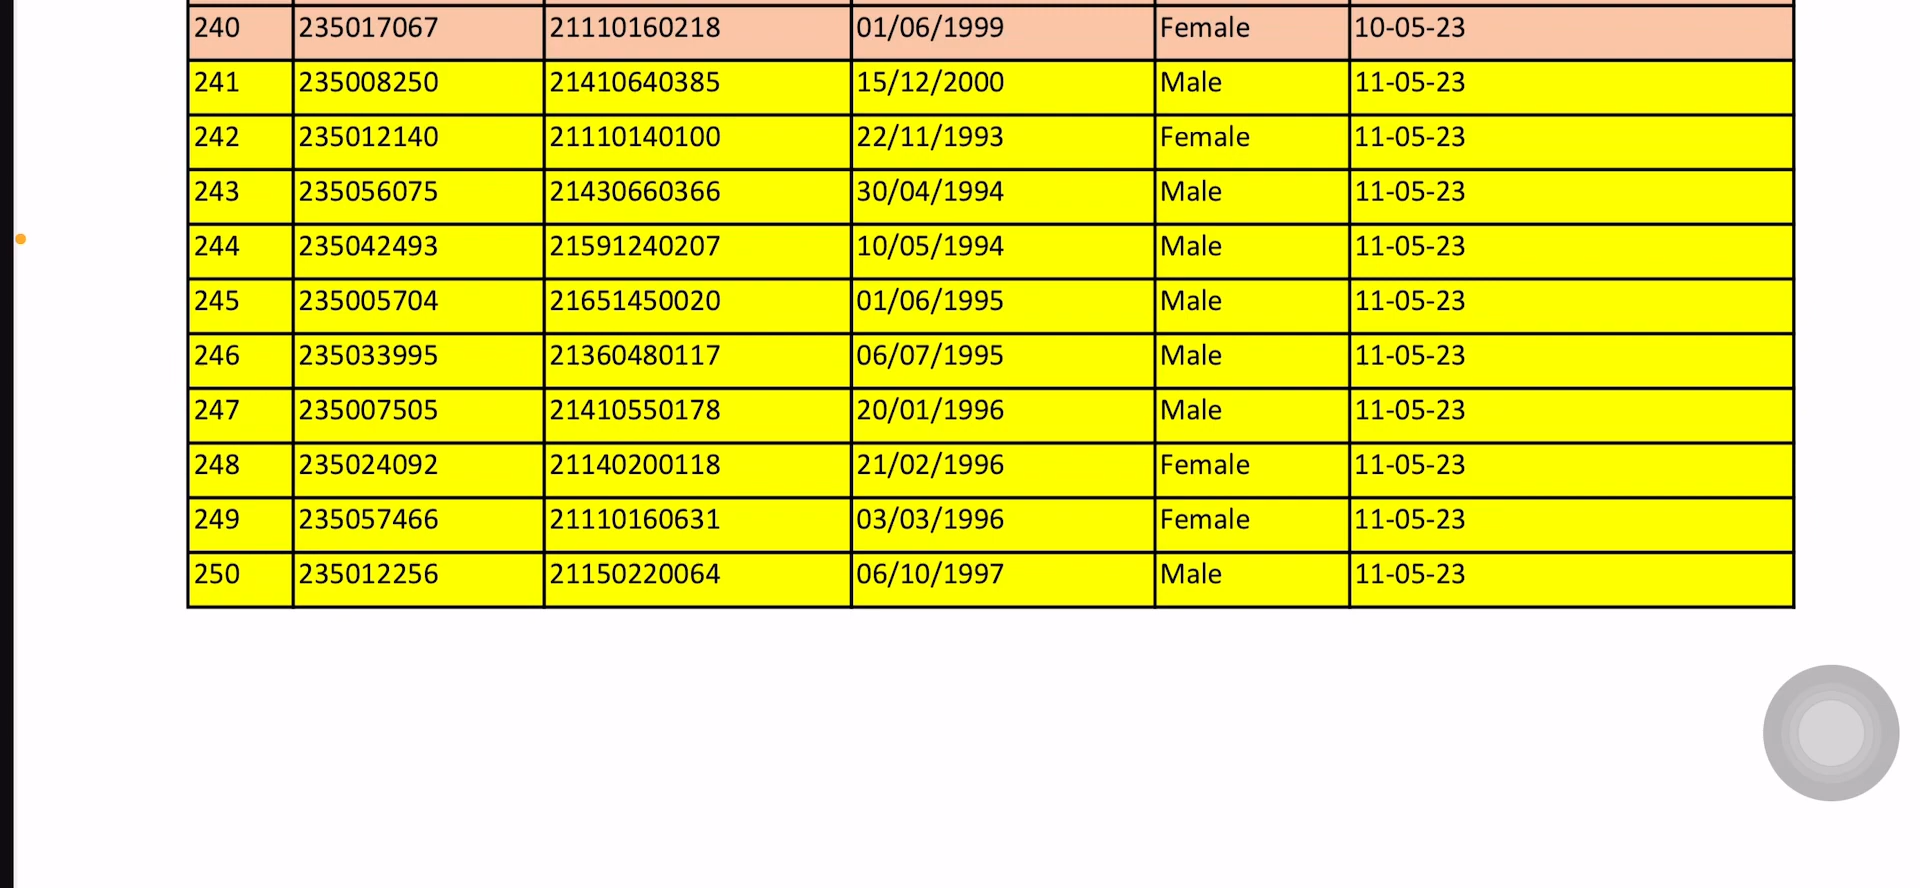 240 235017067 21110160218 01/06/1999 Female 10-05-23
241 235008250 21410640385 15/12/2000 Male 11-05-23
242 235012140 21110140100 22/11/1993 Female 11-05-23
243 235056075 21430660366 30/04/1994 Male 11-05-23
244 235042493 21591240207 10/05/1994 Male 11-05-23
245 235005704 21651450020 01/06/1995 Male 11-05-23
246 235033995 21360480117 06/07/1995 Male 11-05-23
247 235007505 21410550178 20/01/1996 Male 11-05-23
248 235024092 21140200118 21/02/1996 Female 11-05-23
249 235057466 21110160631 03/03/1996 Female 11-05-23
250 235012256 21150220064 06/10/1997 Male 11-05-23